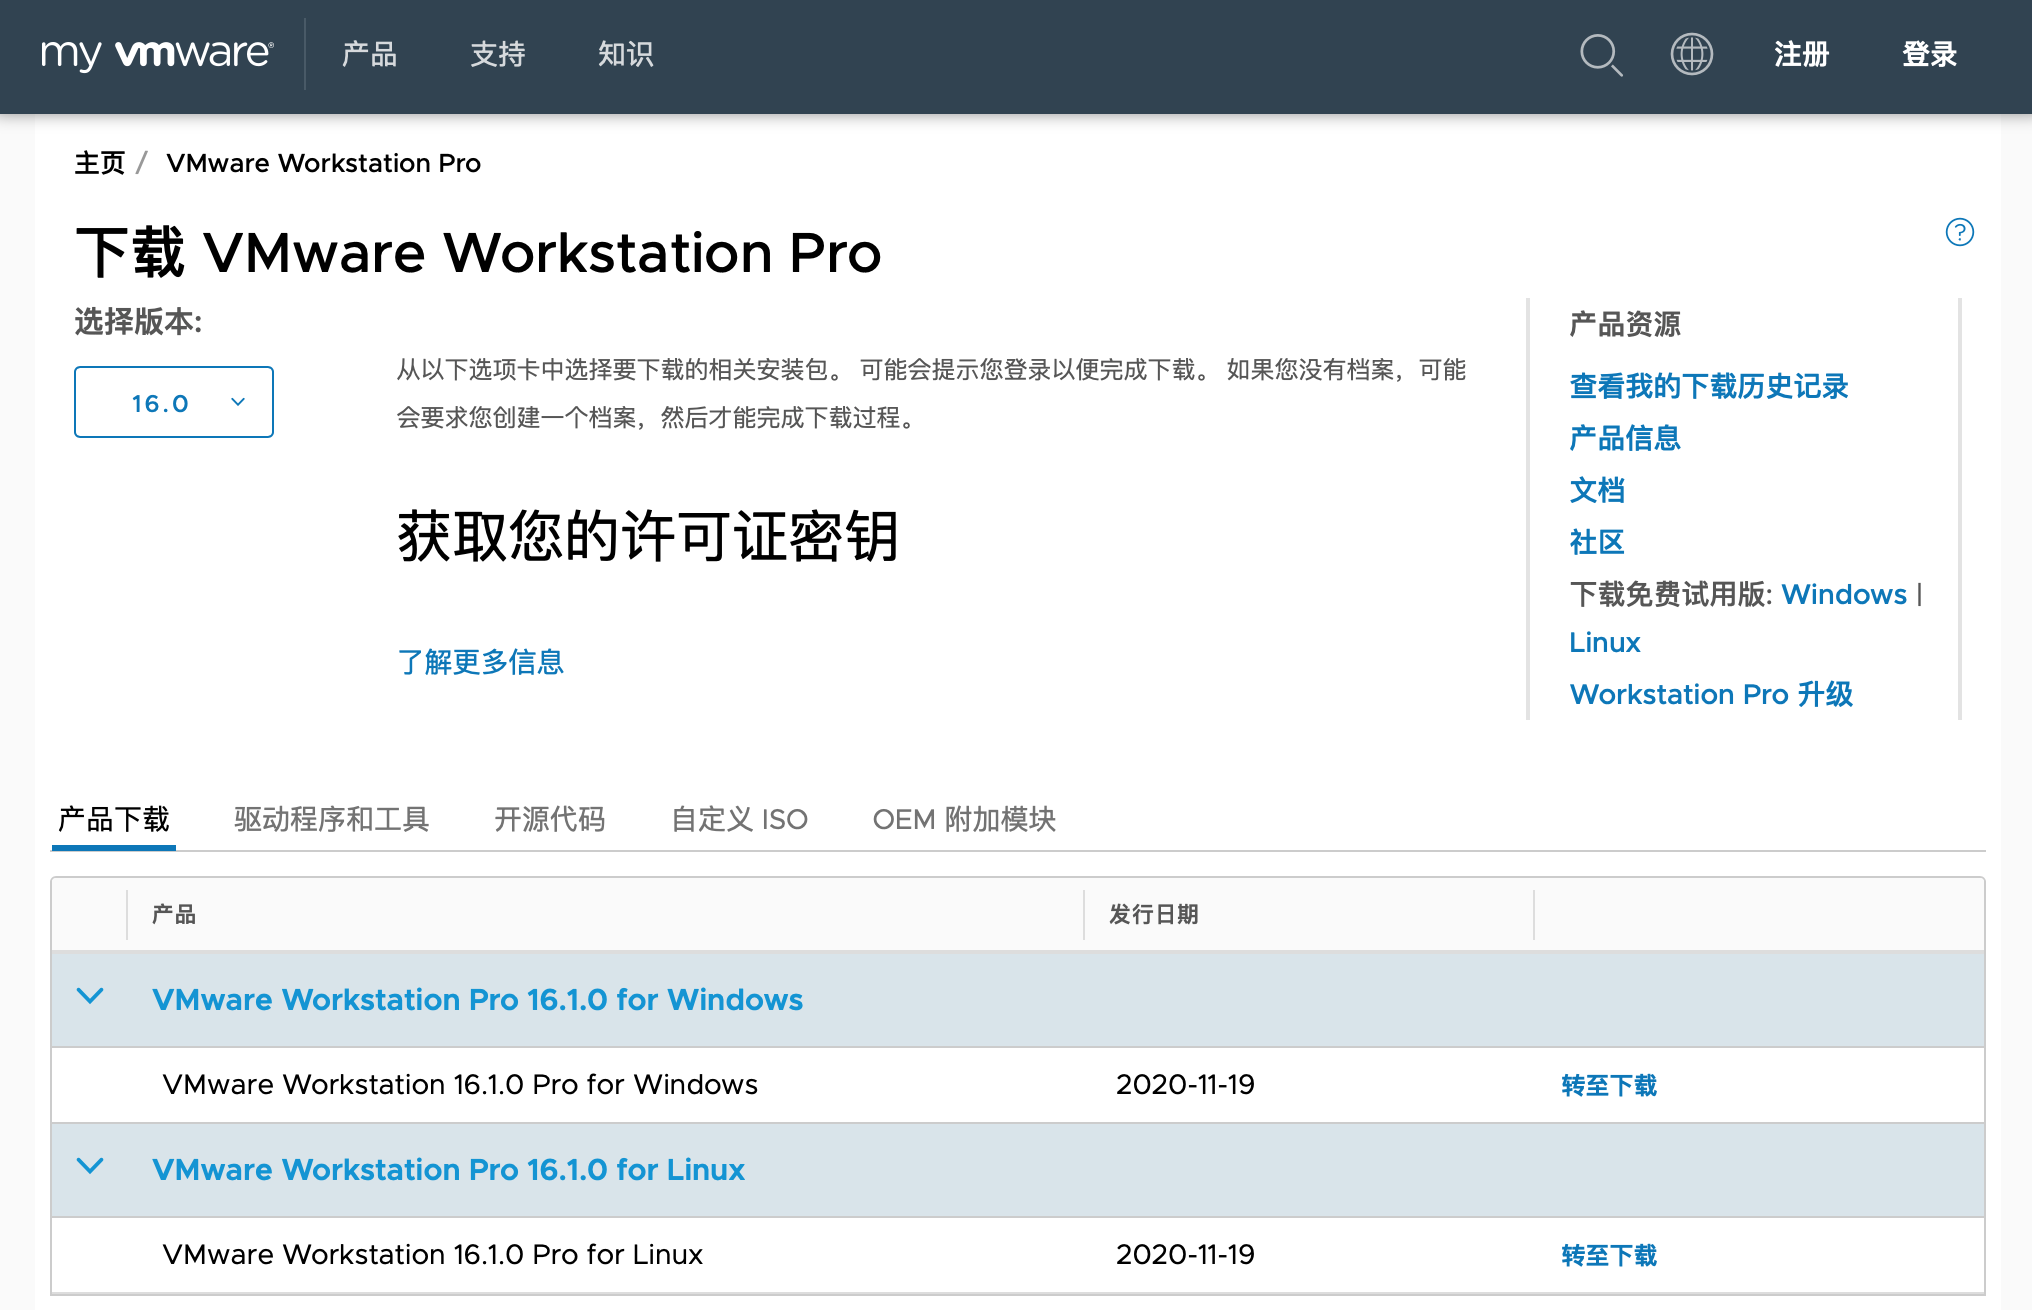 my vmware®
产品
支持
知识
注册
登录
主页 / VMware Workstation Pro
下载 VMware Workstation Pro
?
选择版本:
16.0
从以下选项卡中选择要下载的相关安装包。 可能会提示您登录以便完成下载。 如果您没有档案，可能
会要求您创建一个档案，然后才能完成下载过程。
获取您的许可证密钥
了解更多信息
产品资源
查看我的下载历史记录
产品信息
文档
社区
下载免费试用版: Windows |
Linux
Workstation Pro 升级
产品下载
驱动程序和工具
开源代码
自定义 ISO
OEM 附加模块
产品
发行日期
VMware Workstation Pro 16.1.0 for Windows
VMware Workstation 16.1.0 Pro for Windows
2020-11-19
转至下载
VMware Workstation Pro 16.1.0 for Linux
VMware Workstation 16.1.0 Pro for Linux
2020-11-19
转至下载